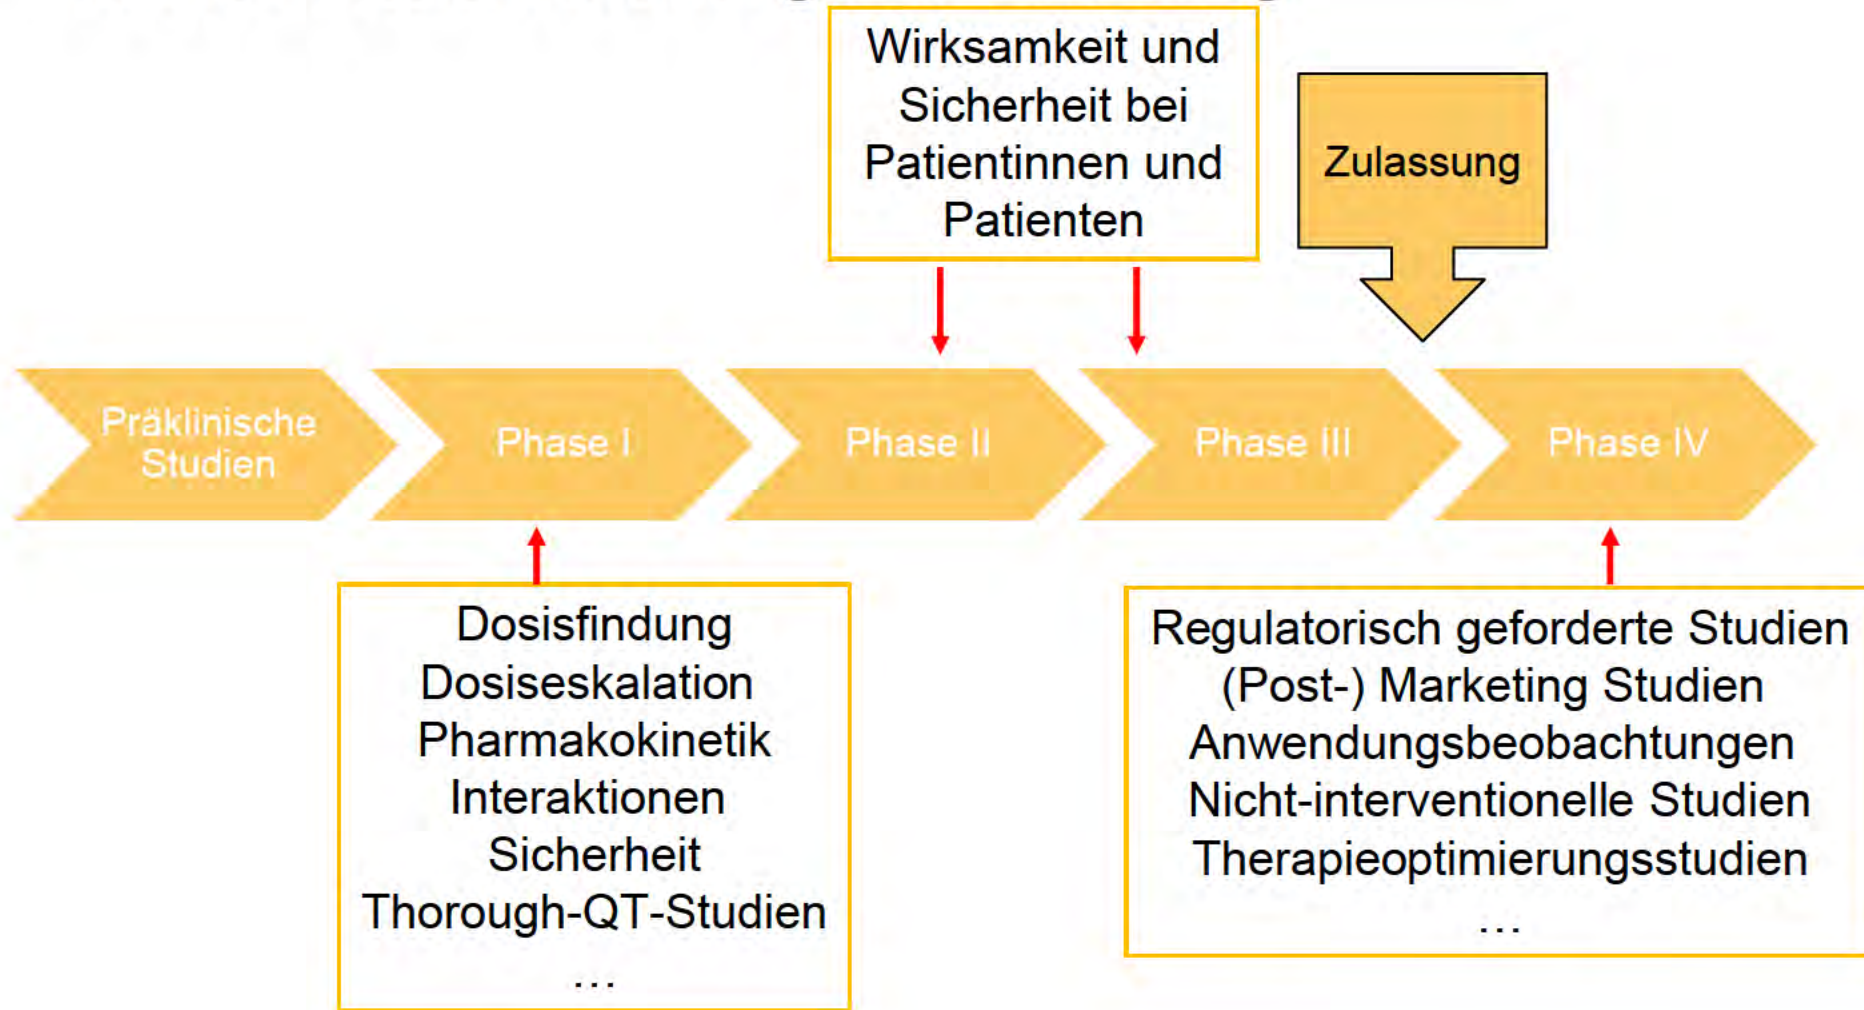 Wirksamkeit und
Sicherheit bei
Patientinnen und
Patienten
Zulassung
Präklinische
Studien
Phase I
Phase II
Phase III
Phase IV
Dosisfindung
Dosiseskalation
Pharmakokinetik
Interaktionen
Sicherheit
Thorough-QT-Studien
…
Regulatorisch geforderte Studien
(Post-) Marketing Studien
Anwendungsbeobachtungen
Nicht-interventionelle Studien
Therapieoptimierungsstudien
…